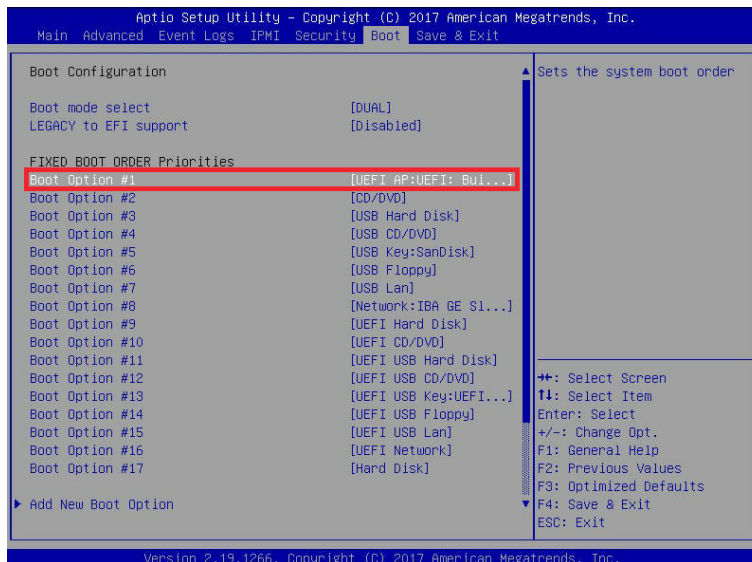 Aptio Setup Utility – Copyright (C) 2017 American Megatrends, Inc.
Main Advanced Event Logs IPMI Security Boot Save & Exit
Boot Configuration
Sets the system boot order
Boot mode select [DUAL]
LEGACY to EFI support [Disabled]
FIXED BOOT ORDER Priorities
Boot Option #1 [UEFI AP:UEFI: Bui...]
Boot Option #2 [CD/DVD]
Boot Option #3 [USB Hard Disk]
Boot Option #4 [USB CD/DVD]
Boot Option #5 [USB Key:SanDisk]
Boot Option #6 [USB Floppy]
Boot Option #7 [USB Lan]
Boot Option #8 [Network:IBA GE Sl...]
Boot Option #9 [UEFI Hard Disk]
Boot Option #10 [UEFI CD/DVD]
Boot Option #11 [UEFI USB Hard Disk]
Boot Option #12 [UEFI USB CD/DVD]
Boot Option #13 [UEFI USB Key:UEFI...]
Boot Option #14 [UEFI USB Floppy]
Boot Option #15 [UEFI USB Lan]
Boot Option #16 [UEFI Network]
Boot Option #17 [Hard Disk]
Add New Boot Option
→←: Select Screen
↑↓: Select Item
Enter: Select
+/-: Change Opt.
F1: General Help
F2: Previous Values
F3: Optimized Defaults
F4: Save & Exit
ESC: Exit
Version 2.19.1266. Copyright (C) 2017 American Megatrends, Inc.